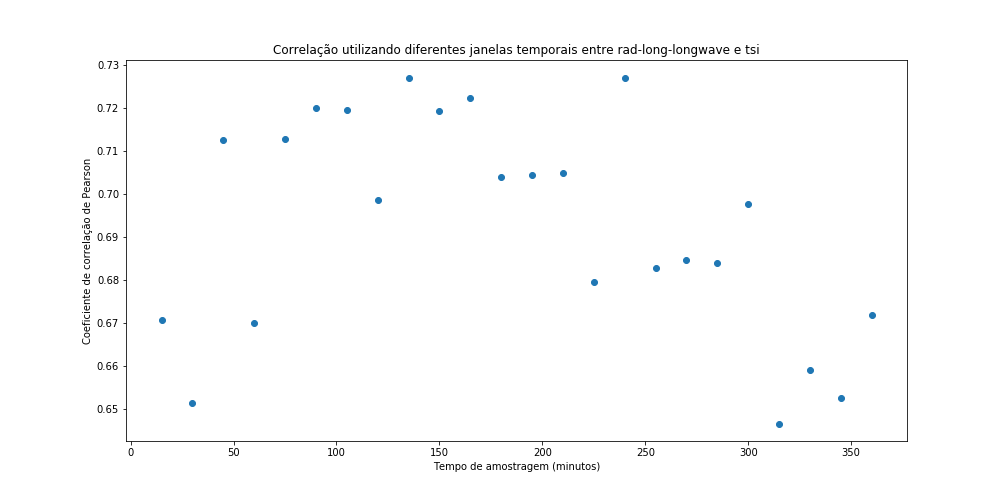 Correlação utilizando diferentes janelas temporais entre rad-long-longwave e tsi
0.73
0.72
0.71
0.70
0.69
0.68
0.67
0.66
0.65
Coeficiente de correlação de Pearson
0 50 100 150 200 250 300 350
Tempo de amostragem (minutos)